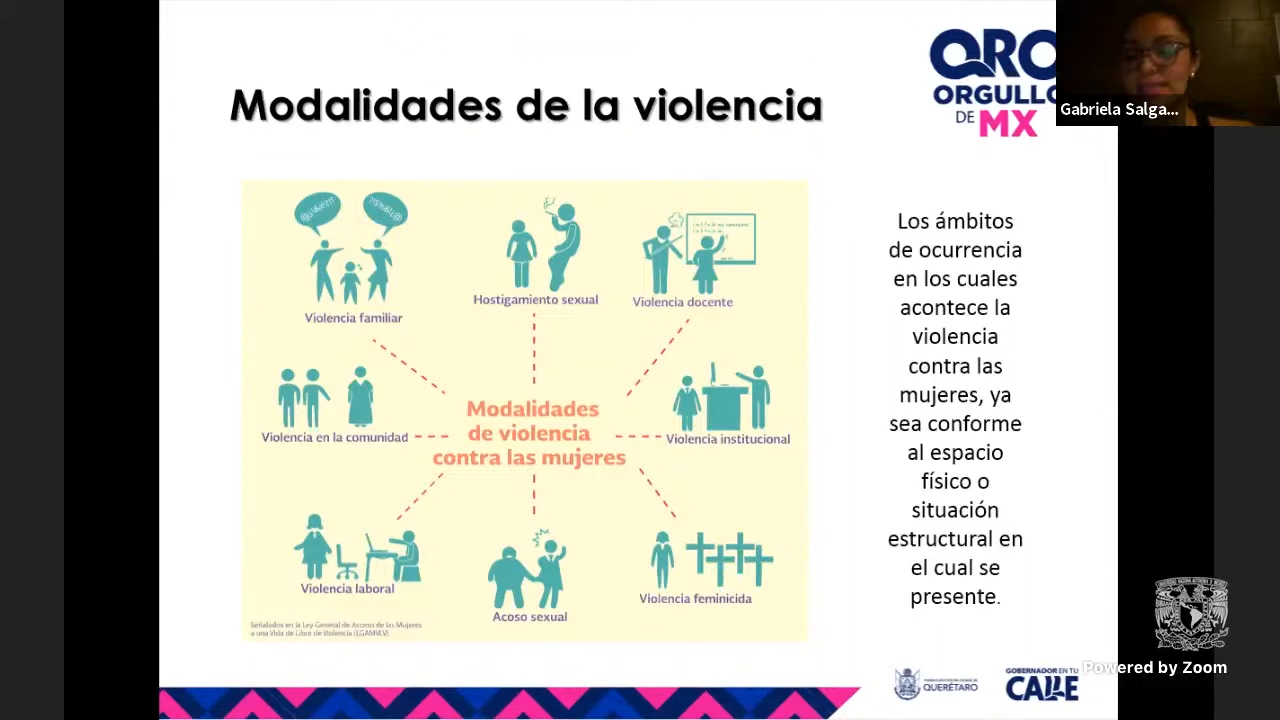 Modalidades de la violencia
QRO
ORGULLO
DE MX
Gabriela Salga...
Violencia familiar
Hostigamiento sexual
Violencia docente
Violencia en la comunidad
Modalidades
de violencia
contra las mujeres
Violencia institucional
Violencia laboral
Acoso sexual
Violencia feminicida
Señalados en la Ley General de Acceso de las Mujeres
a una Vida de Libre de Violencia (LGAMVLV)
Los ámbitos
de ocurrencia
en los cuales
acontece la
violencia
contra las
mujeres, ya
sea conforme
al espacio
físico o
situación
estructural en
el cual se
presente.
QUERÉTARO
GOBERNADOR EN TU
CALLE
Powered by Zoom